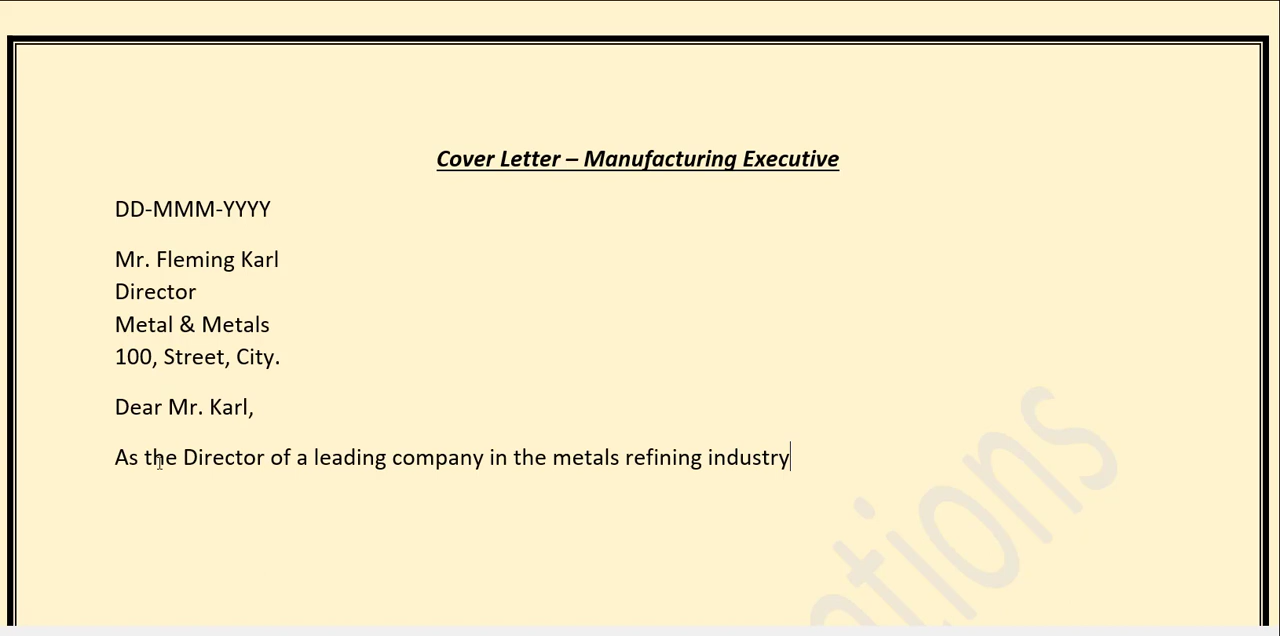 Cover Letter – Manufacturing Executive
DD-MMM-YYYY
Mr. Fleming Karl
Director
Metal & Metals
100, Street, City.
Dear Mr. Karl,
As the Director of a leading company in the metals refining industry